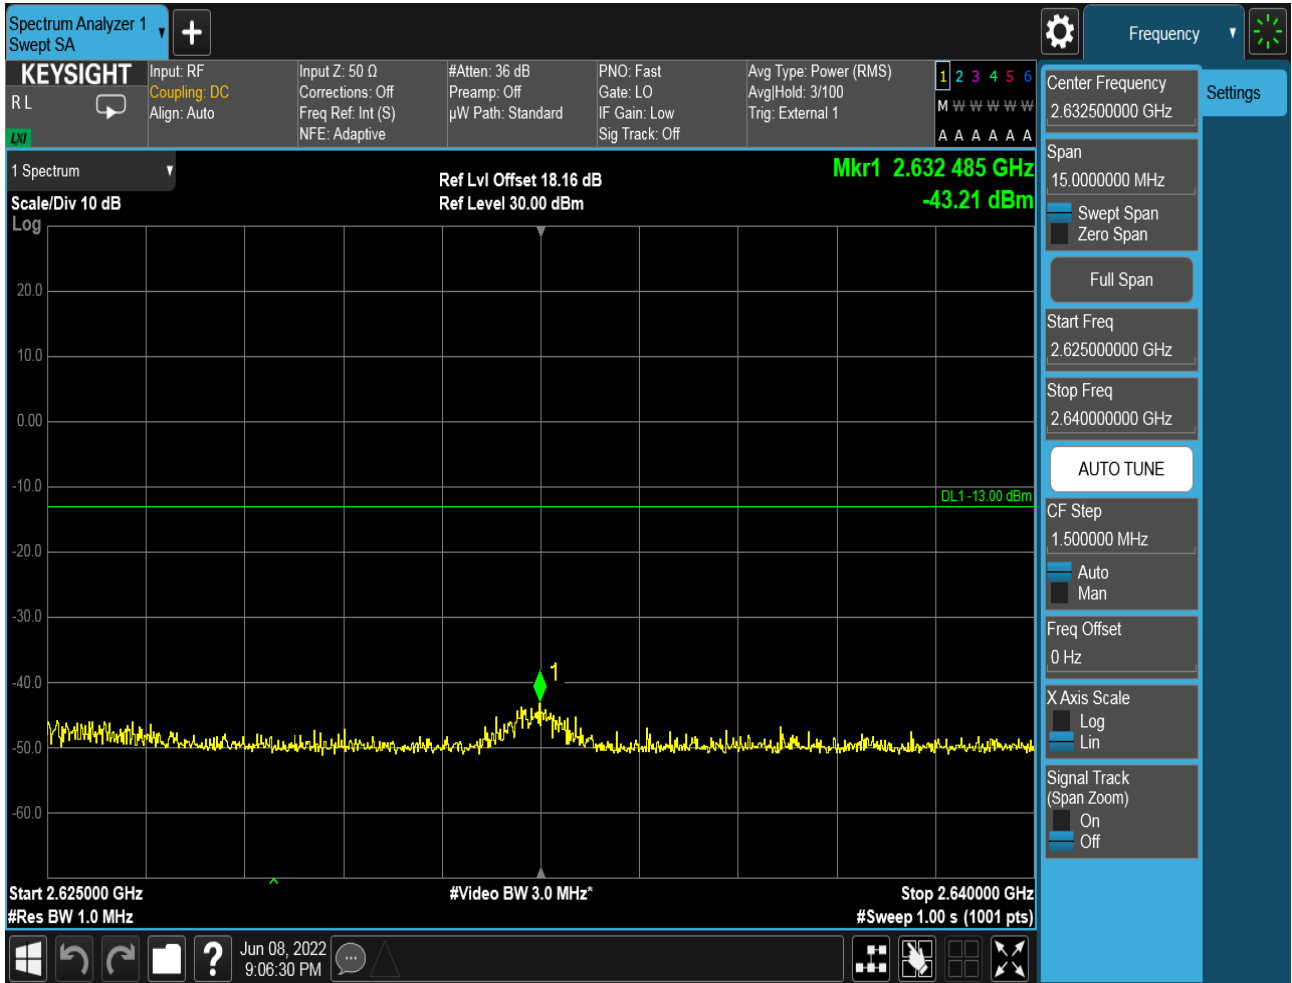 Spectrum Analyzer 1
Swept SA
Frequency
KEYSIGHT
R L
LXI
Input: RF
Coupling: DC
Align: Auto
Input Z: 50 Ω
Corrections: Off
Freq Ref: Int (S)
NFE: Adaptive
#Atten: 36 dB
Preamp: Off
µW Path: Standard
PNO: Fast
Gate: LO
IF Gain: Low
Sig Track: Off
Avg Type: Power (RMS)
Avg|Hold: 3/100
Trig: External 1
1 2 3 4 5 6
M W W W W W
A A A A A A
1 Spectrum
Scale/Div 10 dB
Log
Ref Lvl Offset 18.16 dB
Ref Level 30.00 dBm
Mkr1 2.632 485 GHz
-43.21 dBm
20.0
10.0
0.00
-10.0
-20.0
-30.0
-40.0
-50.0
-60.0
DL1 -13.00 dBm
1
Start 2.625000 GHz
#Res BW 1.0 MHz
#Video BW 3.0 MHz*
Stop 2.640000 GHz
#Sweep 1.00 s (1001 pts)
Center Frequency
2.632500000 GHz
Settings
Span
15.0000000 MHz
Swept Span
Zero Span
Full Span
Start Freq
2.625000000 GHz
Stop Freq
2.640000000 GHz
AUTO TUNE
CF Step
1.500000 MHz
Auto
Man
Freq Offset
0 Hz
X Axis Scale
Log
Lin
Signal Track
(Span Zoom)
On
Off
?
Jun 08, 2022
9:06:30 PM